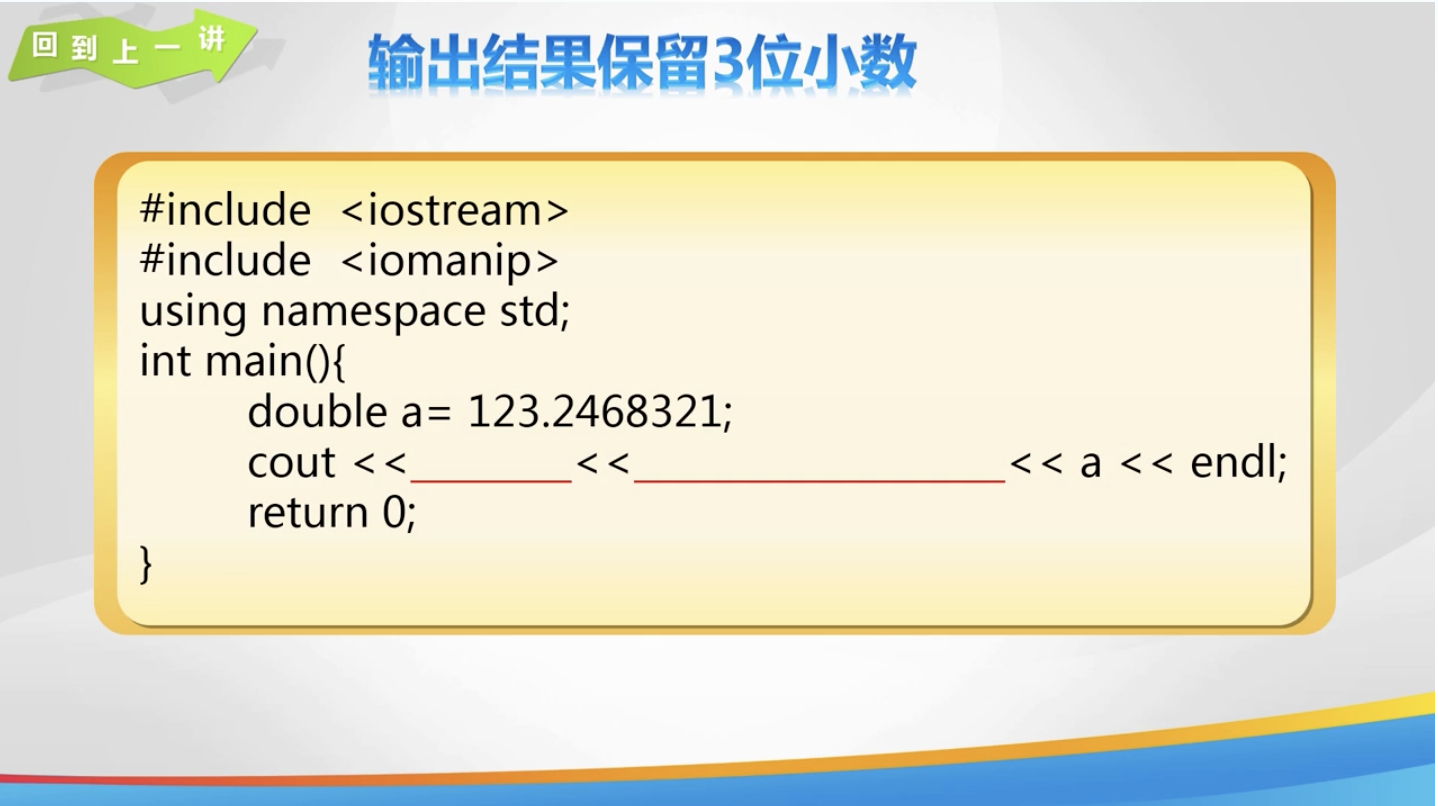 回到上一讲
输出结果保留3位小数
#include <iostream>
#include <iomanip>
using namespace std;
int main(){
double a= 123.2468321;
cout <<________<<__________________<< a << endl;
return 0;
}